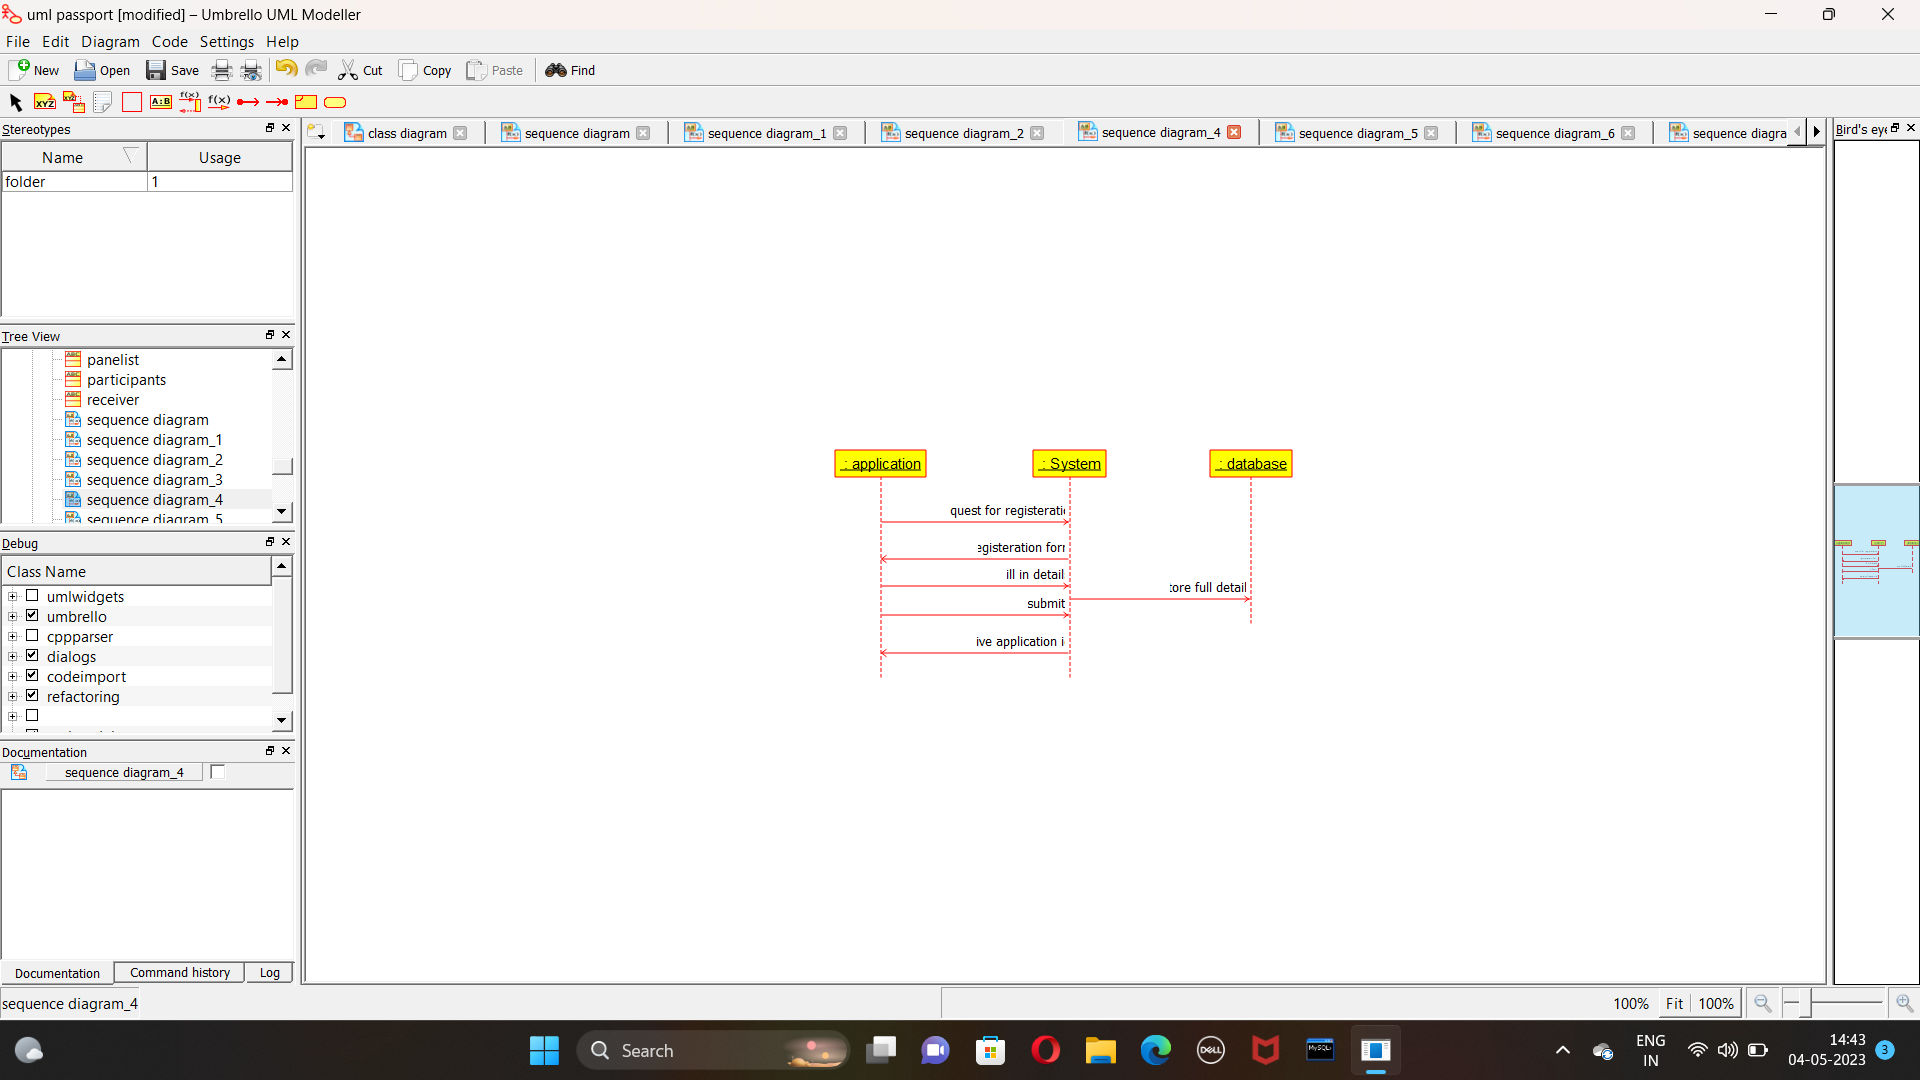 uml passport [modified] – Umbrello UML Modeller
File Edit Diagram Code Settings Help
New Open Save Cut Copy Paste Find
XYZ A:B f(x) f(x)
Stereotypes
Name Usage
folder 1
class diagram sequence diagram sequence diagram_1 sequence diagram_2 sequence diagram_4 sequence diagram_5 sequence diagram_6 sequence diagra
Bird's eye
Tree View
panelist
participants
receiver
sequence diagram
sequence diagram_1
sequence diagram_2
sequence diagram_3
sequence diagram_4
sequence diagram_5
: application : System : database
quest for registerati
egisteration for
ill in detail
tore full detail
submit
ive application i
Debug
Class Name
umlwidgets
umbrello
cppparser
dialogs
codeimport
refactoring
Documentation
sequence diagram_4
Documentation Command history Log
sequence diagram_4
100% Fit 100%
Search
DELL
MySQL
ENG
IN
14:43
04-05-2023
3